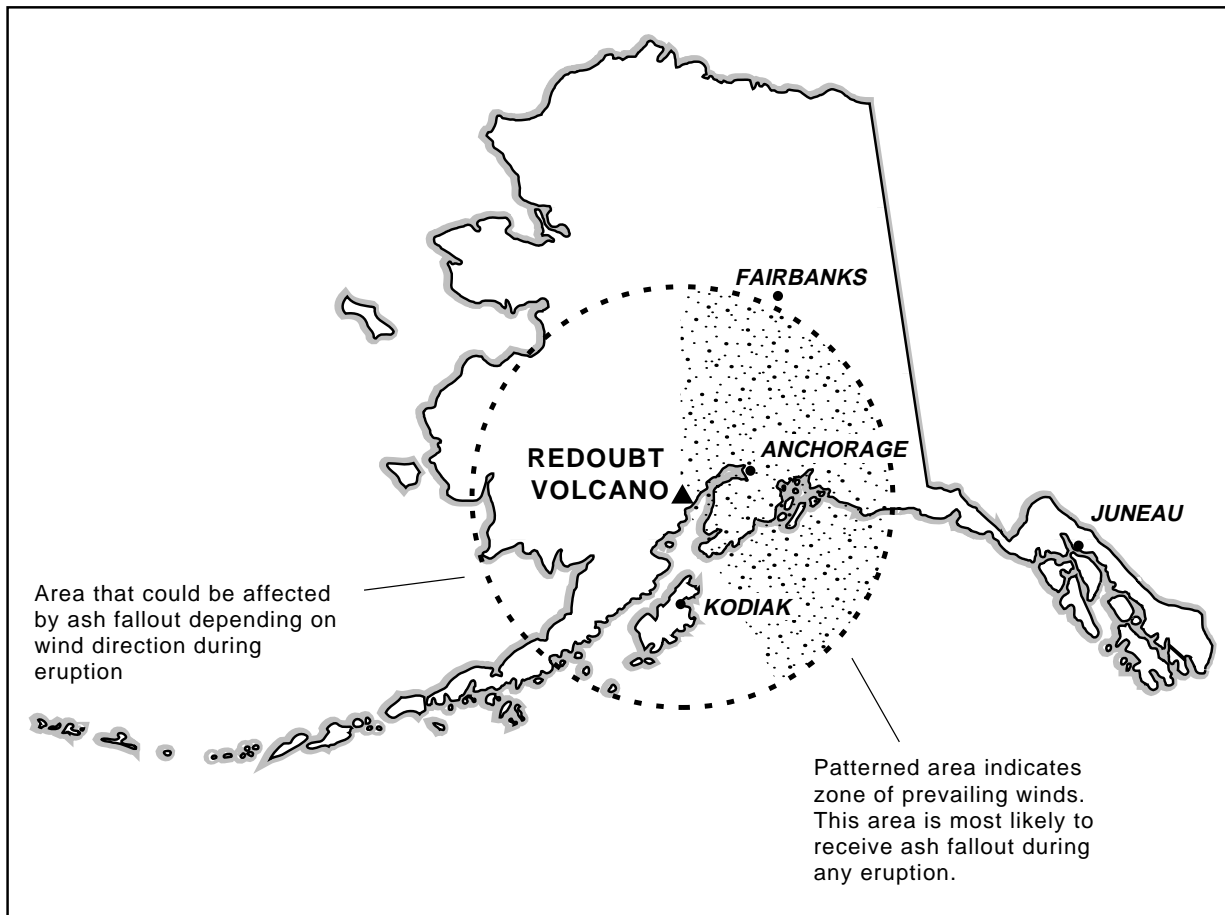 FAIRBANKS
REDOUBT
VOLCANO
ANCHORAGE
JUNEAU
KODIAK
Area that could be affected
by ash fallout depending on
wind direction during
eruption
Patterned area indicates
zone of prevailing winds.
This area is most likely to
receive ash fallout during
any eruption.